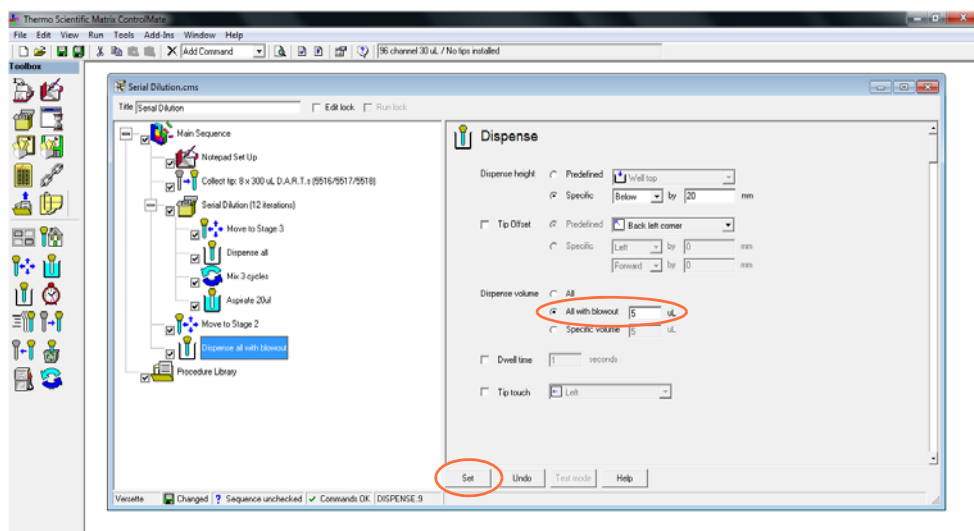 Thermo Scientific Matrix ControlMate
File Edit View Run Tools Add-Ins Window Help
Add Command
96 channel 30 uL / No tips installed
Toolbox
Serial Dilution.cms
Title Serial Dilution Edit lock Run lock
Main Sequence
Notepad Set Up
Collect tip: 8 x 300 uL D.A.R.T.s (5516/5517/5518)
Serial Dilution (12 iterations)
Move to Stage 3
Dispense all
Mix 3 cycles
Aspirate 20ul
Move to Stage 2
Dispense all with blowout
Procedure Library
Dispense
Dispense height Predefined Well top
Specific Below by 20 mm
Tip Offset Predefined Back left corner
Specific Left by 0 mm
Forward by 0 mm
Dispense volume All
All with blowout 5 uL
Specific volume 5 uL
Dwell time 1 seconds
Tip touch Left
Set Undo Test mode Help
Versette Changed ? Sequence unchecked Commands OK DISPENSE:9